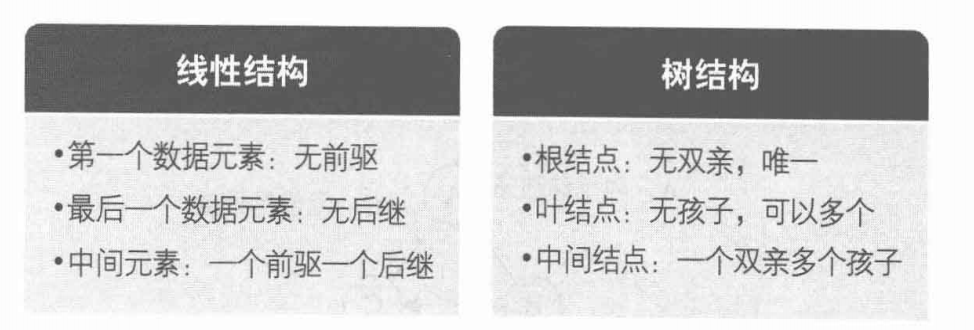 线性结构
•第一个数据元素：无前驱
•最后一个数据元素：无后继
•中间元素：一个前驱一个后继
树结构
•根结点：无双亲，唯一
•叶结点：无孩子，可以多个
•中间结点：一个双亲多个孩子